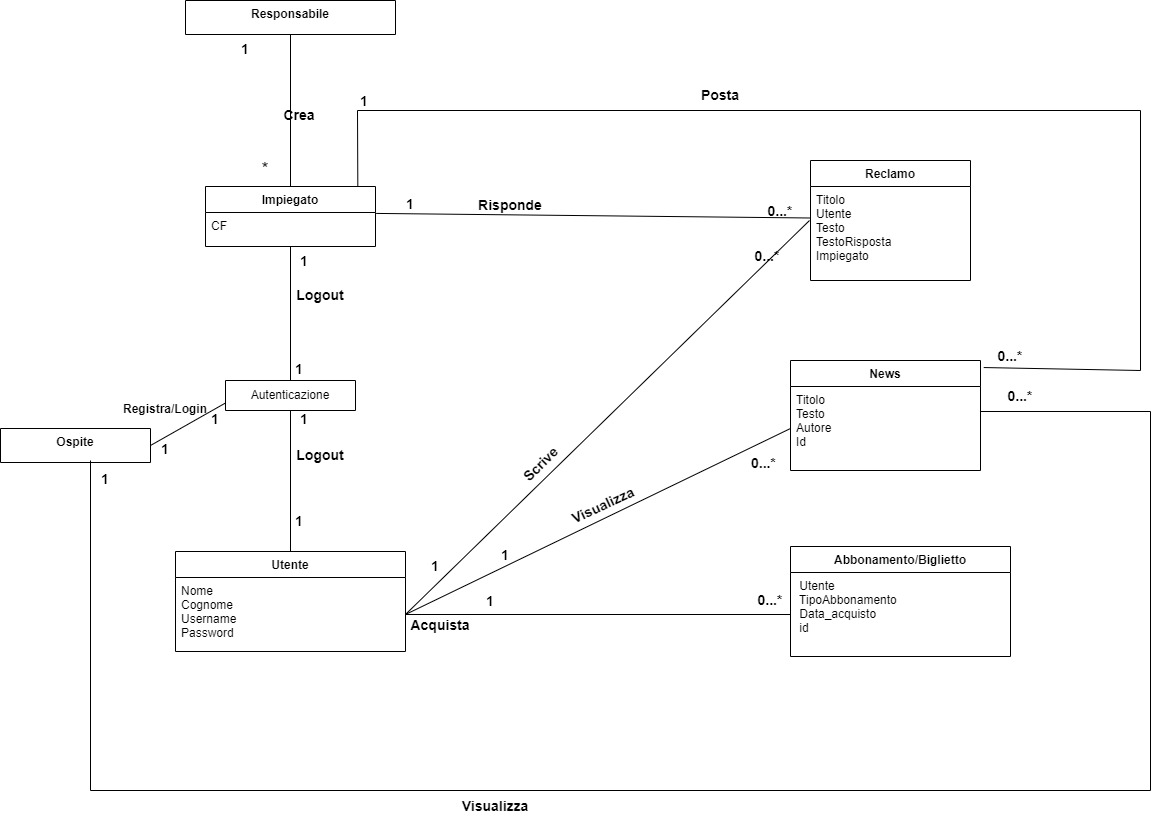 Responsabile
1
Posta
1
Crea
*
Reclamo
Impiegato
1
Risponde
0...*
Titolo
Utente
Testo
TestoRisposta
Impiegato
CF
0...*
1
Logout
0...*
1
News
Autenticazione
0...*
Registra/Login
1
1
Titolo
Testo
Autore
Id
Ospite
1
Logout
Scrive
0...*
1
Visualizza
1
1
Abbonamento/Biglietto
Utente
1
Nome
Cognome
Username
Password
1
0...*
Utente
TipoAbbonamento
Data_acquisto
id
Acquista
Visualizza